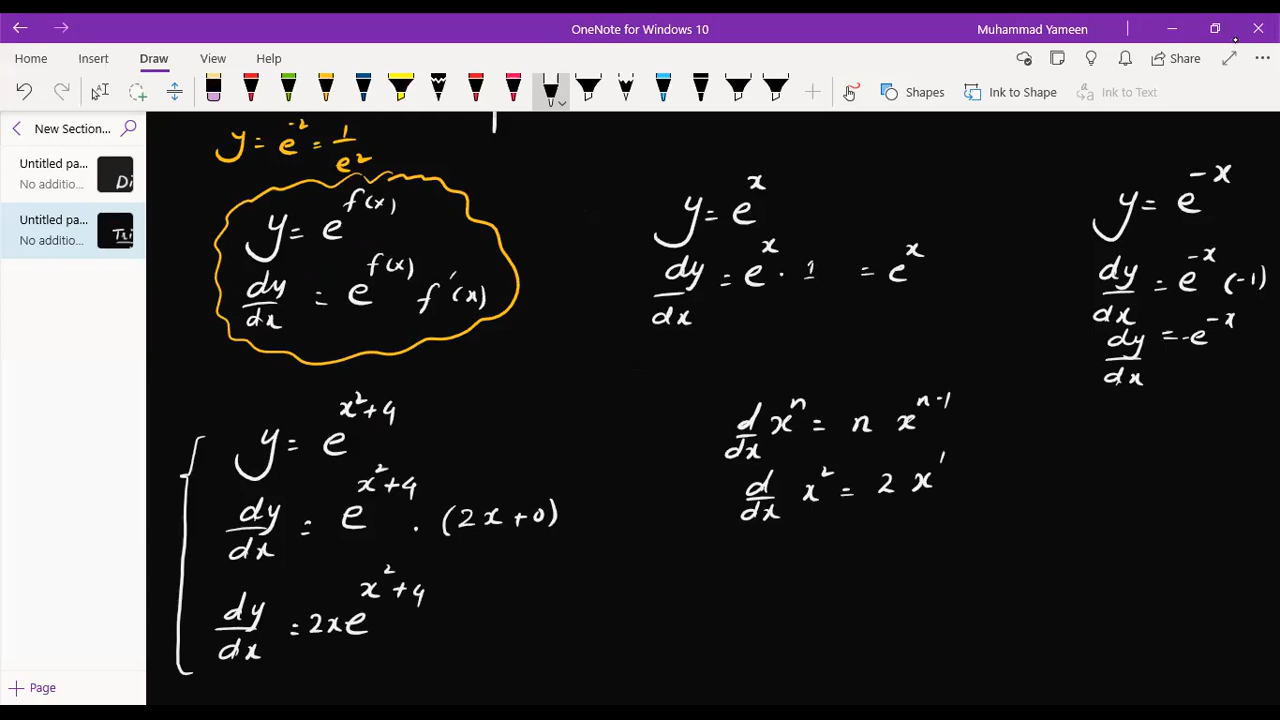 OneNote for Windows 10
Muhammad Yameen
Home Insert Draw View Help
Share
Shapes
Ink to Shape
Ink to Text
New Section...
Untitled pa...
No additio...
Di
Untitled pa...
No additio...
Tri
Page
y = e^-2 = 1/e^2
y = e^f(x)
dy/dx = e^f(x) f'(x)
y = e^x
dy/dx = e^x · 1 = e^x
y = e^-x
dy/dx = e^-x (-1)
dy/dx = -e^-x
y = e^x^2+4
dy/dx = e^x^2+4 · (2x+0)
dy/dx = 2xe^x^2+4
d/dx x^n = n x^n-1
d/dx x^2 = 2 x^1